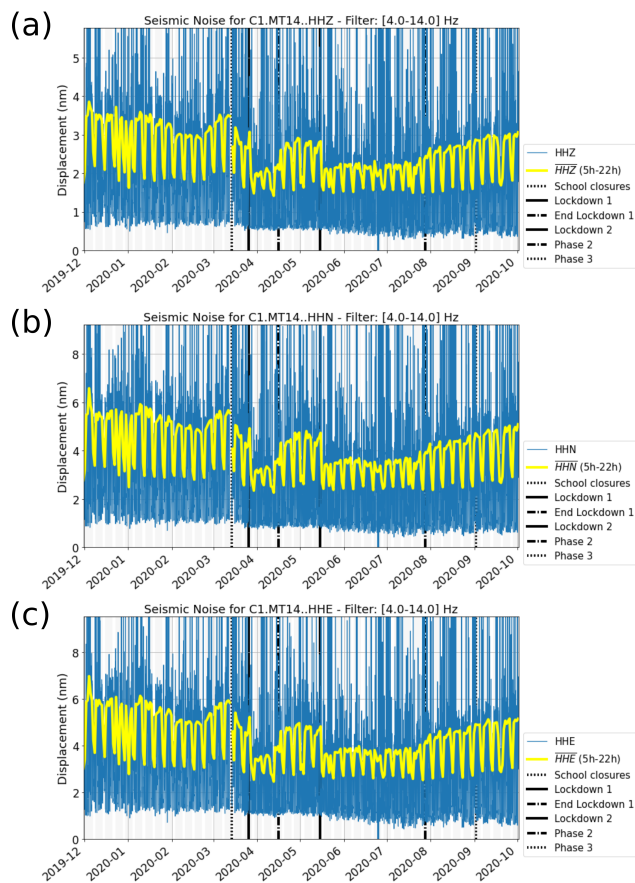 (a)
Seismic Noise for C1.MT14..HHZ - Filter: [4.0-14.0] Hz
Displacement (nm)
5
4
3
2
1
0
2019-12
2020-01
2020-02
2020-03
2020-04
2020-05
2020-06
2020-07
2020-08
2020-09
2020-10
HHZ
HHZ (5h-22h)
School closures
Lockdown 1
End Lockdown 1
Lockdown 2
Phase 2
Phase 3
(b)
Seismic Noise for C1.MT14..HHN - Filter: [4.0-14.0] Hz
Displacement (nm)
8
6
4
2
0
2019-12
2020-01
2020-02
2020-03
2020-04
2020-05
2020-06
2020-07
2020-08
2020-09
2020-10
HHN
HHN (5h-22h)
School closures
Lockdown 1
End Lockdown 1
Lockdown 2
Phase 2
Phase 3
(c)
Seismic Noise for C1.MT14..HHE - Filter: [4.0-14.0] Hz
Displacement (nm)
8
6
4
2
0
2019-12
2020-01
2020-02
2020-03
2020-04
2020-05
2020-06
2020-07
2020-08
2020-09
2020-10
HHE
HHE (5h-22h)
School closures
Lockdown 1
End Lockdown 1
Lockdown 2
Phase 2
Phase 3